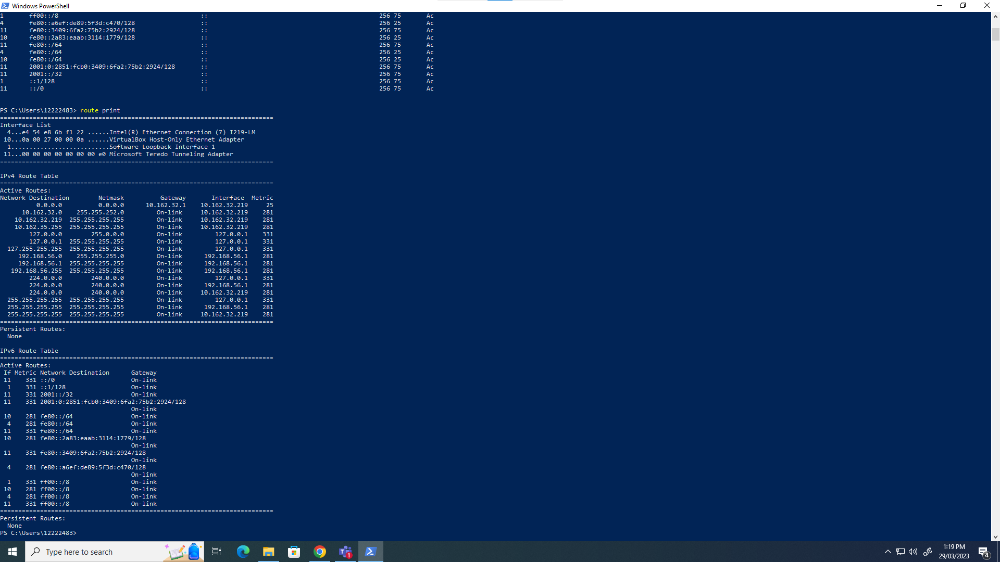 Windows PowerShell
1 ff00::/8 :: 256 75 Ac
4 fe80::a6ef:de89:5f3d:c470/128 :: 256 25 Ac
11 fe80::3409:6fa2:75b2:2924/128 :: 256 75 Ac
10 fe80::2a83:eaab:3114:1779/128 :: 256 25 Ac
11 fe80::/64 :: 256 75 Ac
4 fe80::/64 :: 256 25 Ac
10 fe80::/64 :: 256 25 Ac
11 2001:0:2851:fcb0:3409:6fa2:75b2:2924/128 :: 256 75 Ac
11 2001::/32 :: 256 75 Ac
1 ::1/128 :: 256 75 Ac
11 ::/0 :: 256 75 Ac
PS C:\Users\12222483> route print
===========================================================================
Interface List
4...e4 54 e8 6b f1 22 ......Intel(R) Ethernet Connection (7) I219-LM
10...0a 00 27 00 00 0a ......VirtualBox Host-Only Ethernet Adapter
1...........................Software Loopback Interface 1
11...00 00 00 00 00 00 00 e0 Microsoft Teredo Tunneling Adapter
===========================================================================
IPv4 Route Table
===========================================================================
Active Routes:
Network Destination Netmask Gateway Interface Metric
0.0.0.0 0.0.0.0 10.162.32.1 10.162.32.219 25
10.162.32.0 255.255.252.0 On-link 10.162.32.219 281
10.162.32.219 255.255.255.255 On-link 10.162.32.219 281
10.162.35.255 255.255.255.255 On-link 10.162.32.219 281
127.0.0.0 255.0.0.0 On-link 127.0.0.1 331
127.0.0.1 255.255.255.255 On-link 127.0.0.1 331
127.255.255.255 255.255.255.255 On-link 127.0.0.1 331
192.168.56.0 255.255.255.0 On-link 192.168.56.1 281
192.168.56.1 255.255.255.255 On-link 192.168.56.1 281
192.168.56.255 255.255.255.255 On-link 192.168.56.1 281
224.0.0.0 240.0.0.0 On-link 127.0.0.1 331
224.0.0.0 240.0.0.0 On-link 192.168.56.1 281
224.0.0.0 240.0.0.0 On-link 10.162.32.219 281
255.255.255.255 255.255.255.255 On-link 127.0.0.1 331
255.255.255.255 255.255.255.255 On-link 192.168.56.1 281
255.255.255.255 255.255.255.255 On-link 10.162.32.219 281
===========================================================================
Persistent Routes:
None
IPv6 Route Table
===========================================================================
Active Routes:
If Metric Network Destination Gateway
11 331 ::/0 On-link
1 331 ::1/128 On-link
11 331 2001::/32 On-link
11 331 2001:0:2851:fcb0:3409:6fa2:75b2:2924/128
On-link
10 281 fe80::/64 On-link
4 281 fe80::/64 On-link
11 331 fe80::/64 On-link
10 281 fe80::2a83:eaab:3114:1779/128
On-link
11 331 fe80::3409:6fa2:75b2:2924/128
On-link
4 281 fe80::a6ef:de89:5f3d:c470/128
On-link
1 331 ff00::/8 On-link
10 281 ff00::/8 On-link
4 281 ff00::/8 On-link
11 331 ff00::/8 On-link
===========================================================================
Persistent Routes:
None
PS C:\Users\12222483>
Type here to search
T
1
1:19 PM
29/03/2023
4